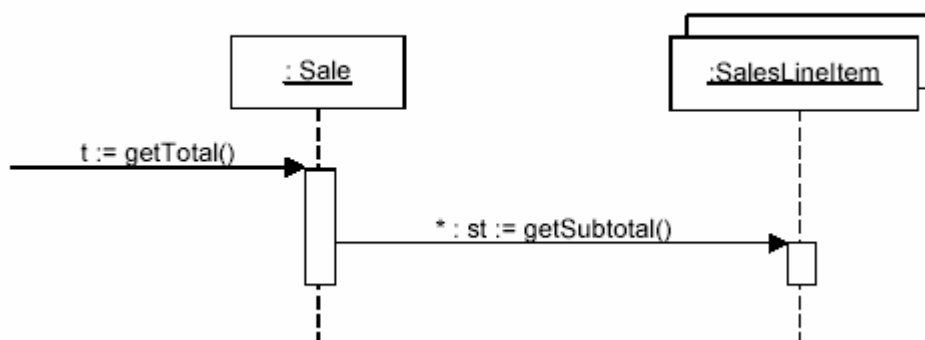 : Sale
:SalesLineItem
t := getTotal()
* : st := getSubtotal()